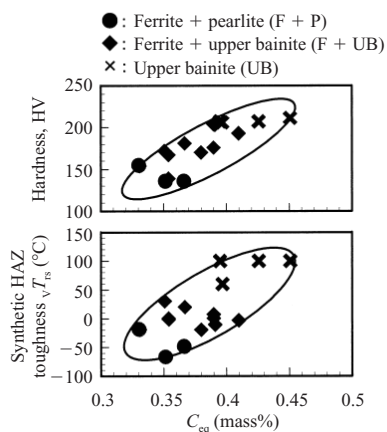 ● : Ferrite + pearlite (F + P)
◆ : Ferrite + upper bainite (F + UB)
× : Upper bainite (UB)
Hardness, HV
250
200
150
100
Synthetic HAZ
toughness vTrs (°C)
150
100
50
0
−50
−100
0.3 0.35 0.4 0.45 0.5
Ceq (mass%)